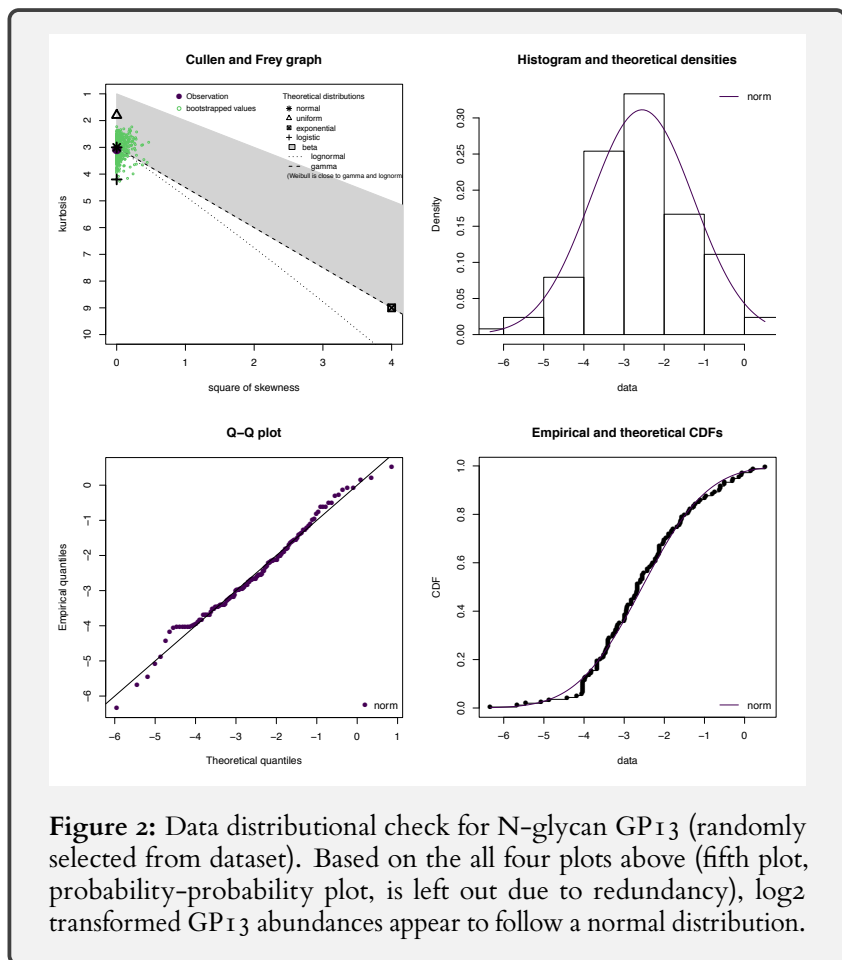 Cullen and Frey graph
Observation
bootstrapped values
Theoretical distributions
normal
uniform
exponential
logistic
beta
lognormal
gamma
(Weibull is close to gamma and lognorm
kurtosis
1
2
3
4
5
6
7
8
9
10
0
1
2
3
4
square of skewness
Histogram and theoretical densities
norm
Density
0.30
0.25
0.20
0.15
0.10
0.05
0.00
−6
−5
−4
−3
−2
−1
0
data
Q−Q plot
Empirical quantiles
0
−1
−2
−3
−4
−5
−6
norm
−6
−5
−4
−3
−2
−1
0
1
Theoretical quantiles
Empirical and theoretical CDFs
CDF
1.0
0.8
0.6
0.4
0.2
0.0
norm
−6
−5
−4
−3
−2
−1
0
data
Figure 2: Data distributional check for N-glycan GP13 (randomly
selected from dataset). Based on the all four plots above (fifth plot,
probability-probability plot, is left out due to redundancy), log2
transformed GP13 abundances appear to follow a normal distribution.